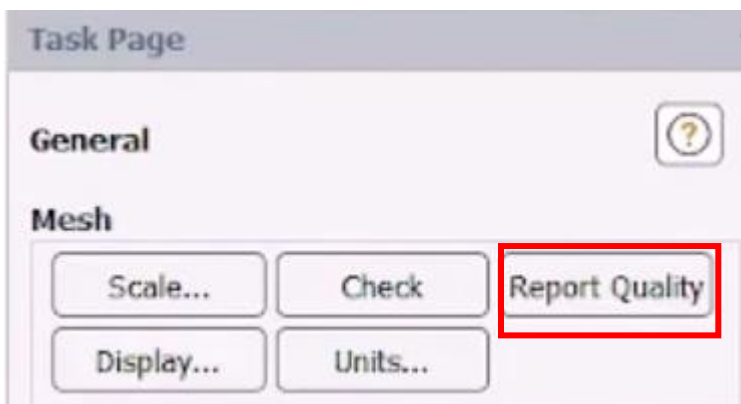 Task Page
General
?
Mesh
Scale... Check Report Quality
Display... Units...